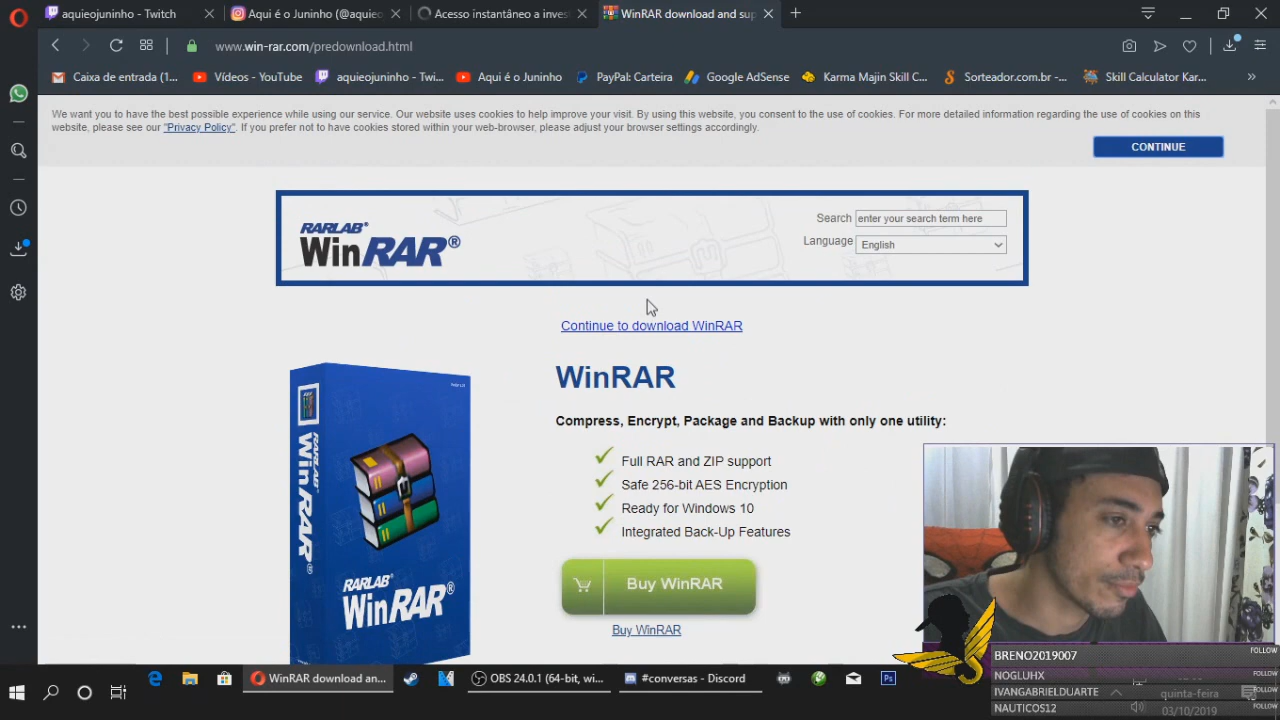 aquieojuninho - Twitch
Aqui é o Juninho (@aquieo
Acesso instantâneo a invest
WinRAR download and sup
www.win-rar.com/predownload.html
Caixa de entrada (1...
Vídeos - YouTube
aquieojuninho - Twi...
Aqui é o Juninho
PayPal: Carteira
Google AdSense
Karma Majin Skill C...
Sorteador.com.br -...
Skill Calculator Kar...
We want you to have the best possible experience while using our service. Our website uses cookies to help improve your visit. By using this website, you consent to the use of cookies. For more detailed information regarding the use of cookies on this
website, please see our "Privacy Policy". If you prefer not to have cookies stored within your web-browser, please adjust your browser settings accordingly.
CONTINUE
RARLAB®
WinRAR®
Search enter your search term here
Language English
Continue to download WinRAR
WinRAR
Compress, Encrypt, Package and Backup with only one utility:
Full RAR and ZIP support
Safe 256-bit AES Encryption
Ready for Windows 10
Integrated Back-Up Features
Buy WinRAR
Buy WinRAR
WinRAR®
RARLAB®
WinRAR®
BRENO2019007 FOLLOW
NOGLUHX FOLLOW
IVANGABRIELDUARTE FOLLOW
NAUTICOS12 FOLLOW
WinRAR download an...
OBS 24.0.1 (64-bit, wi...
#conversas - Discord
Ps
quinta-feira
03/10/2019